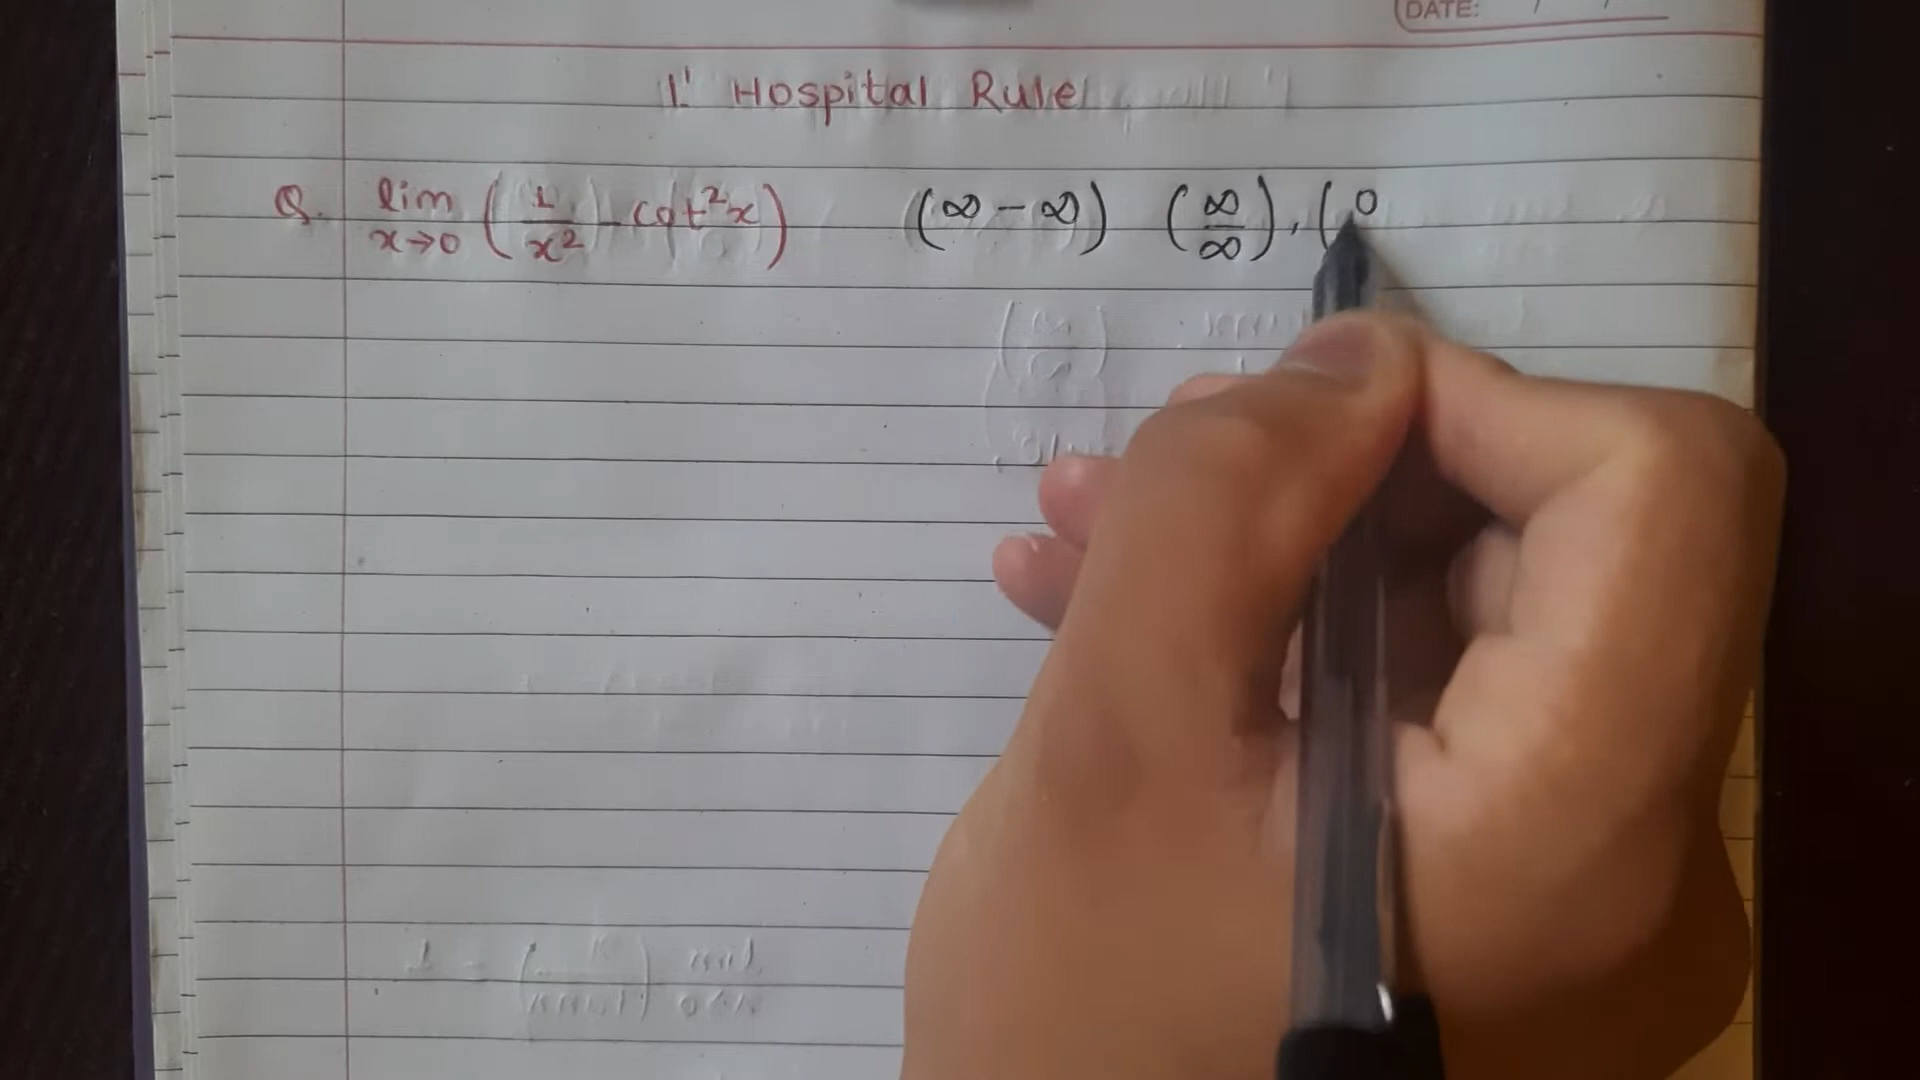 DATE: / /
L' Hospital Rule
Q. lim x→0 (1/x² - cot²x) (∞ - ∞) (∞/∞), (0